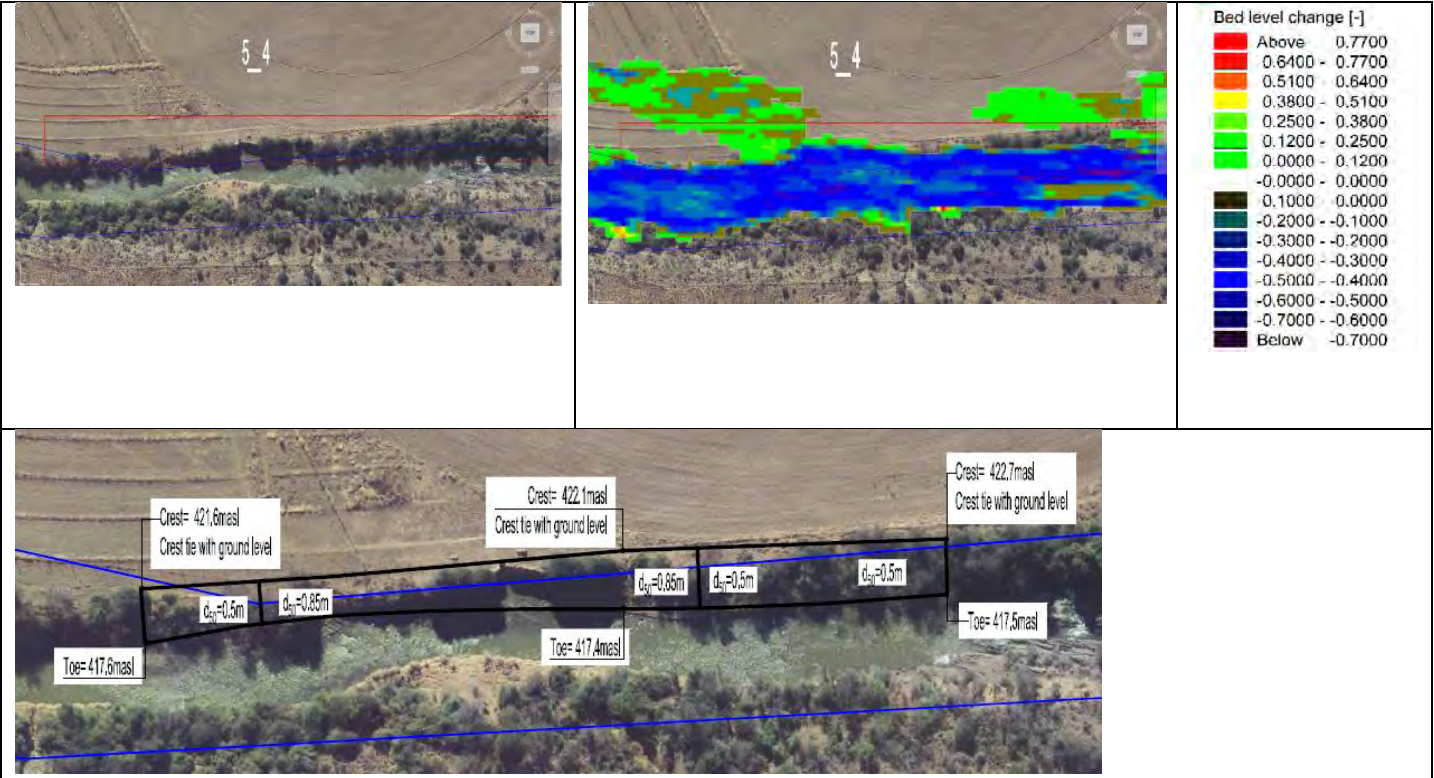 5_4
5_4
Bed level change [-]
Above 0.7700
0.6400 - 0.7700
0.5100 - 0.6400
0.3800 - 0.5100
0.2500 - 0.3800
0.1200 - 0.2500
0.0000 - 0.1200
-0.0000 - 0.0000
0.1000 0.0000
-0.2000 - -0.1000
-0.3000 - -0.2000
-0.4000 - -0.3000
-0.5000 - -0.4000
-0.6000 - -0.5000
-0.7000 - -0.6000
Below -0.7000
Crest= 421,6masl
Crest tie with ground level
Crest= 422.1masl
Crest tie with ground level
Crest= 422.7masl
Crest tie with ground level
d50=0.5m
d50=0.85m
d50=0,85m
d50=0.5m
d50=0.5m
Toe= 417,6masl
Toe= 417,4masl
Toe= 417,5masl